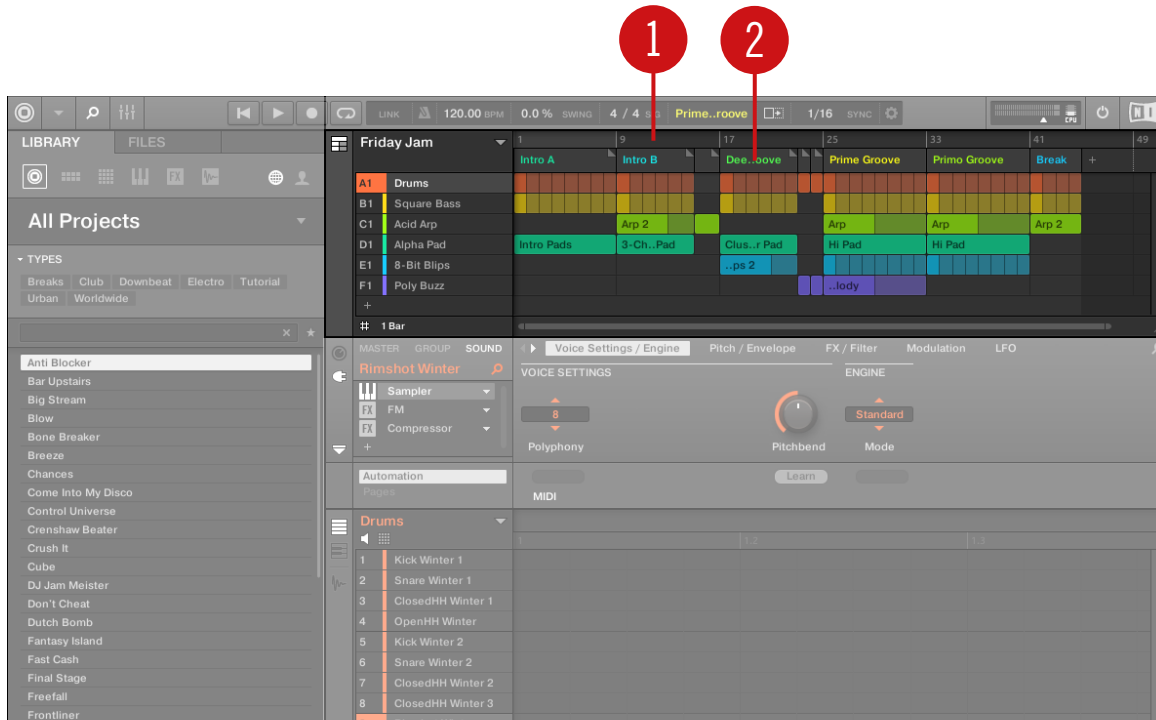 1 2
LINK 120.00 BPM 0.0 % SWING 4 / 4 SIG Prime..roove 1/16 SYNC CPU NI
LIBRARY FILES
Friday Jam 1 9 17 25 33 41 49
Intro A Intro B Dee..oove Prime Groove Primo Groove Break +
A1 Drums
B1 Square Bass
C1 Acid Arp Arp 2 Arp Arp Arp 2
D1 Alpha Pad Intro Pads 3-Ch..Pad Clus..r Pad Hi Pad Hi Pad
E1 8-Bit Blips ..ps 2
F1 Poly Buzz ..lody
+
1 Bar
FX
All Projects
TYPES
Breaks Club Downbeat Electro Tutorial
Urban Worldwide
Anti Blocker
Bar Upstairs
Big Stream
Blow
Bone Breaker
Breeze
Chances
Come Into My Disco
Control Universe
Crenshaw Beater
Crush It
Cube
DJ Jam Meister
Don't Cheat
Dutch Bomb
Fantasy Island
Fast Cash
Final Stage
Freefall
Frontliner
MASTER GROUP SOUND
Rimshot Winter
Sampler
FX FM
FX Compressor
+
Automation
Pages
Voice Settings / Engine Pitch / Envelope FX / Filter Modulation LFO
VOICE SETTINGS ENGINE
8 Standard
Polyphony Pitchbend Mode
Learn
MIDI
Drums
1 1.2 1.3
1 Kick Winter 1
2 Snare Winter 1
3 ClosedHH Winter 1
4 OpenHH Winter
5 Kick Winter 2
6 Snare Winter 2
7 ClosedHH Winter 2
8 ClosedHH Winter 3